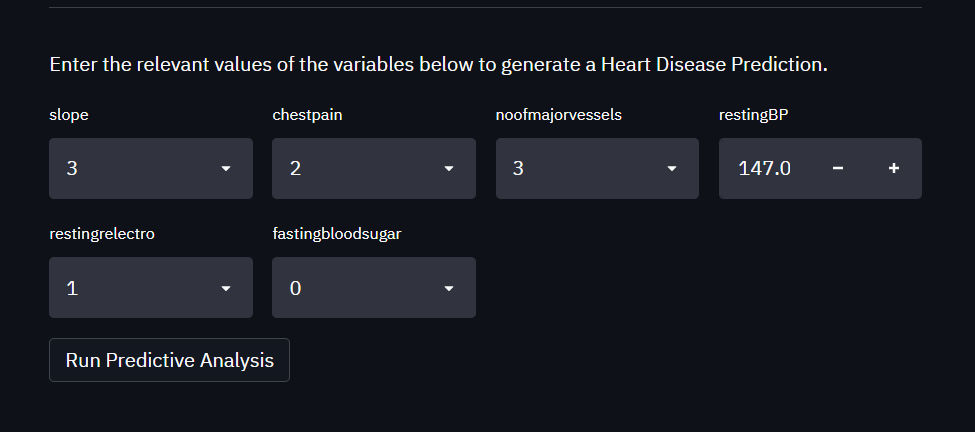 Enter the relevant values of the variables below to generate a Heart Disease Prediction.
slope chestpain noofmajorvessels restingBP
3 2 3 147.0 − +
restingrelectro fastingbloodsugar
1 0
Run Predictive Analysis